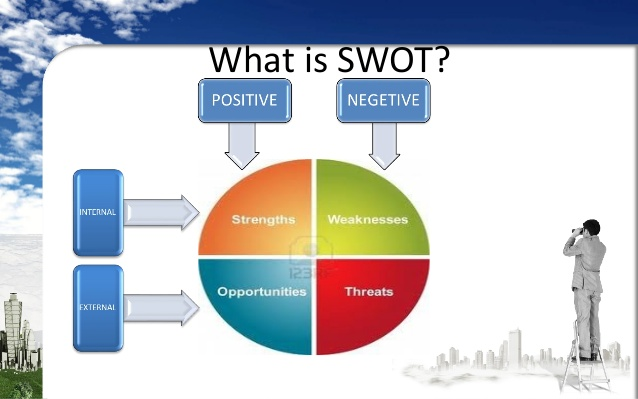 What is SWOT?
POSITIVE
NEGETIVE
INTERNAL
Strengths
Weaknesses
EXTERNAL
Opportunities
Threats